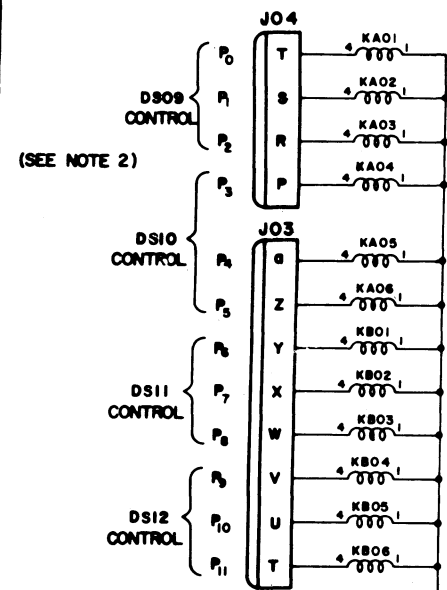 J04
P0 T 4 KA01 1
DS09 CONTROL
P1 S 4 KA02 1
P2 R 4 KA03 1
(SEE NOTE 2)
P3 P 4 KA04 1
J03
DS10 CONTROL
P4 G 4 KA05 1
P5 Z 4 KA06 1
P6 Y 4 KB01 1
DS11 CONTROL
P7 X 4 KB02 1
P8 W 4 KB03 1
P9 V 4 KB04 1
DS12 CONTROL
P10 U 4 KB05 1
P11 T 4 KB06 1